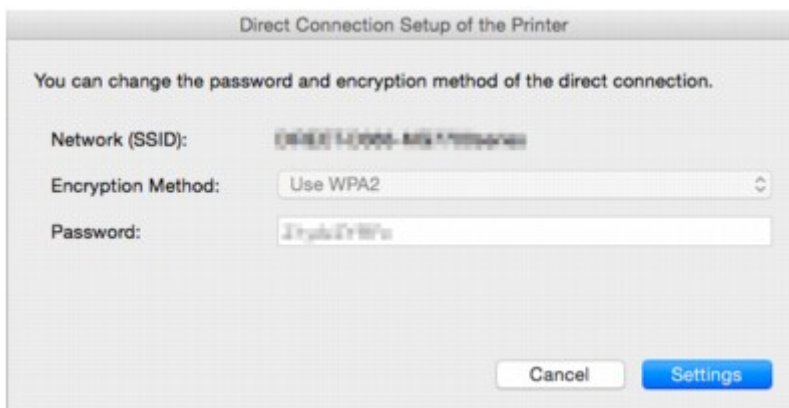 Direct Connection Setup of the Printer
You can change the password and encryption method of the direct connection.
Network (SSID):
Encryption Method: Use WPA2
Password:
Cancel Settings